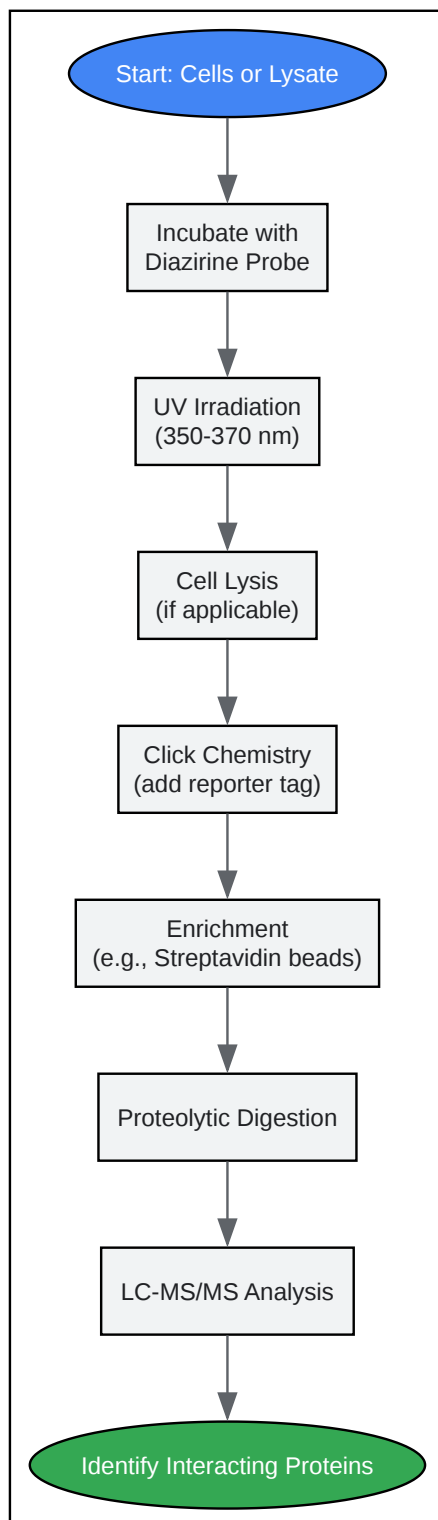 Start: Cells or Lysate
Incubate with
Diazirine Probe
UV Irradiation
(350-370 nm)
Cell Lysis
(if applicable)
Click Chemistry
(add reporter tag)
Enrichment
(e.g., Streptavidin beads)
Proteolytic Digestion
LC-MS/MS Analysis
Identify Interacting Proteins